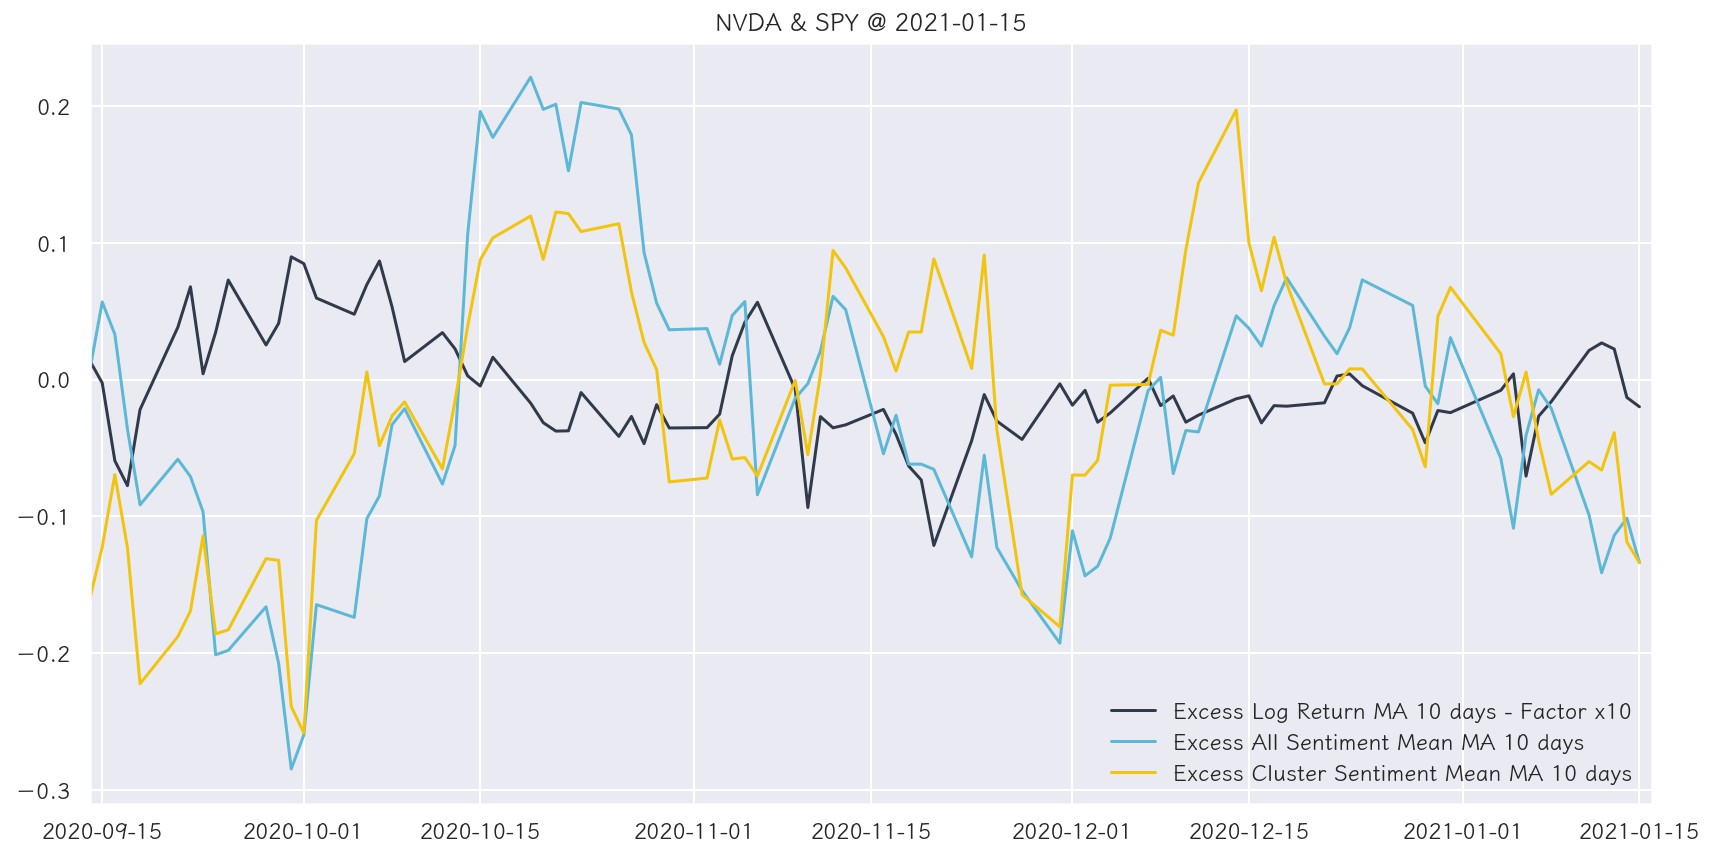 NVDA & SPY @ 2021-01-15
0.2
0.1
0.0
−0.1
−0.2
−0.3
Excess Log Return MA 10 days - Factor x10
Excess All Sentiment Mean MA 10 days
Excess Cluster Sentiment Mean MA 10 days
2020-09-15 2020-10-01 2020-10-15 2020-11-01 2020-11-15 2020-12-01 2020-12-15 2021-01-01 2021-01-15